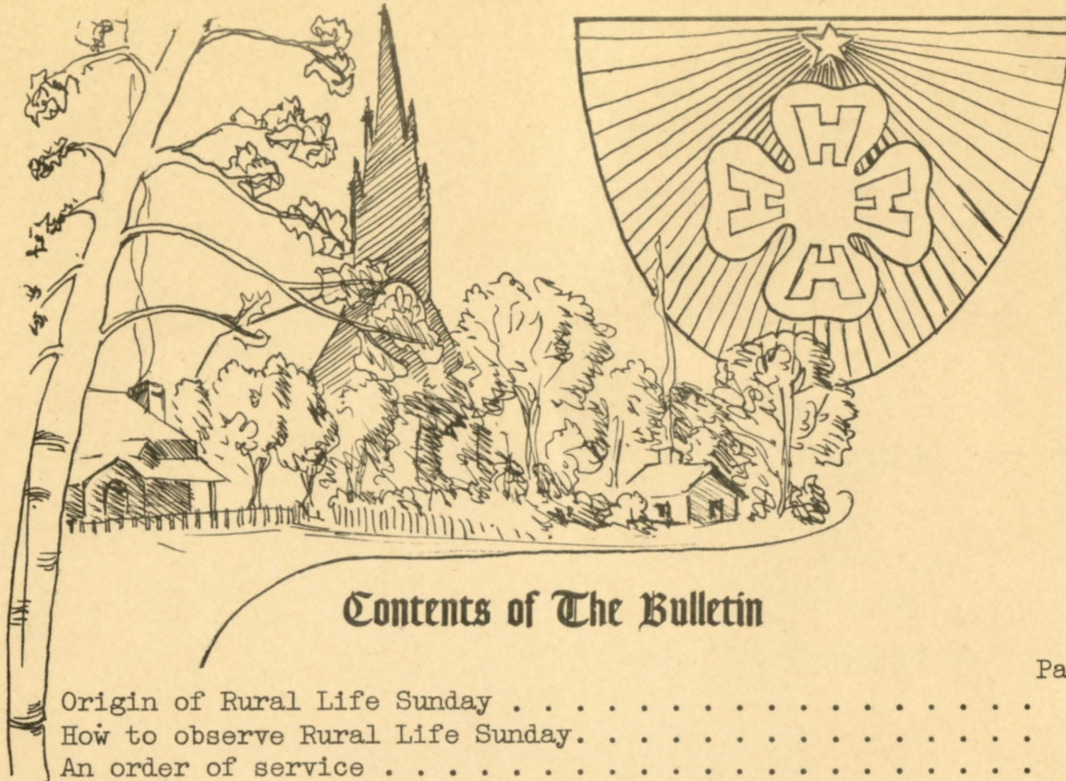 H
H H
H
Contents of The Bulletin
Origin of Rural Life Sunday . . . . . . . . . . . . . . . . . . .
How to observe Rural Life Sunday. . . . . . . . . . . . . . . . .
An order of service . . . . . . . . . . . . . . . . . . . . . . .